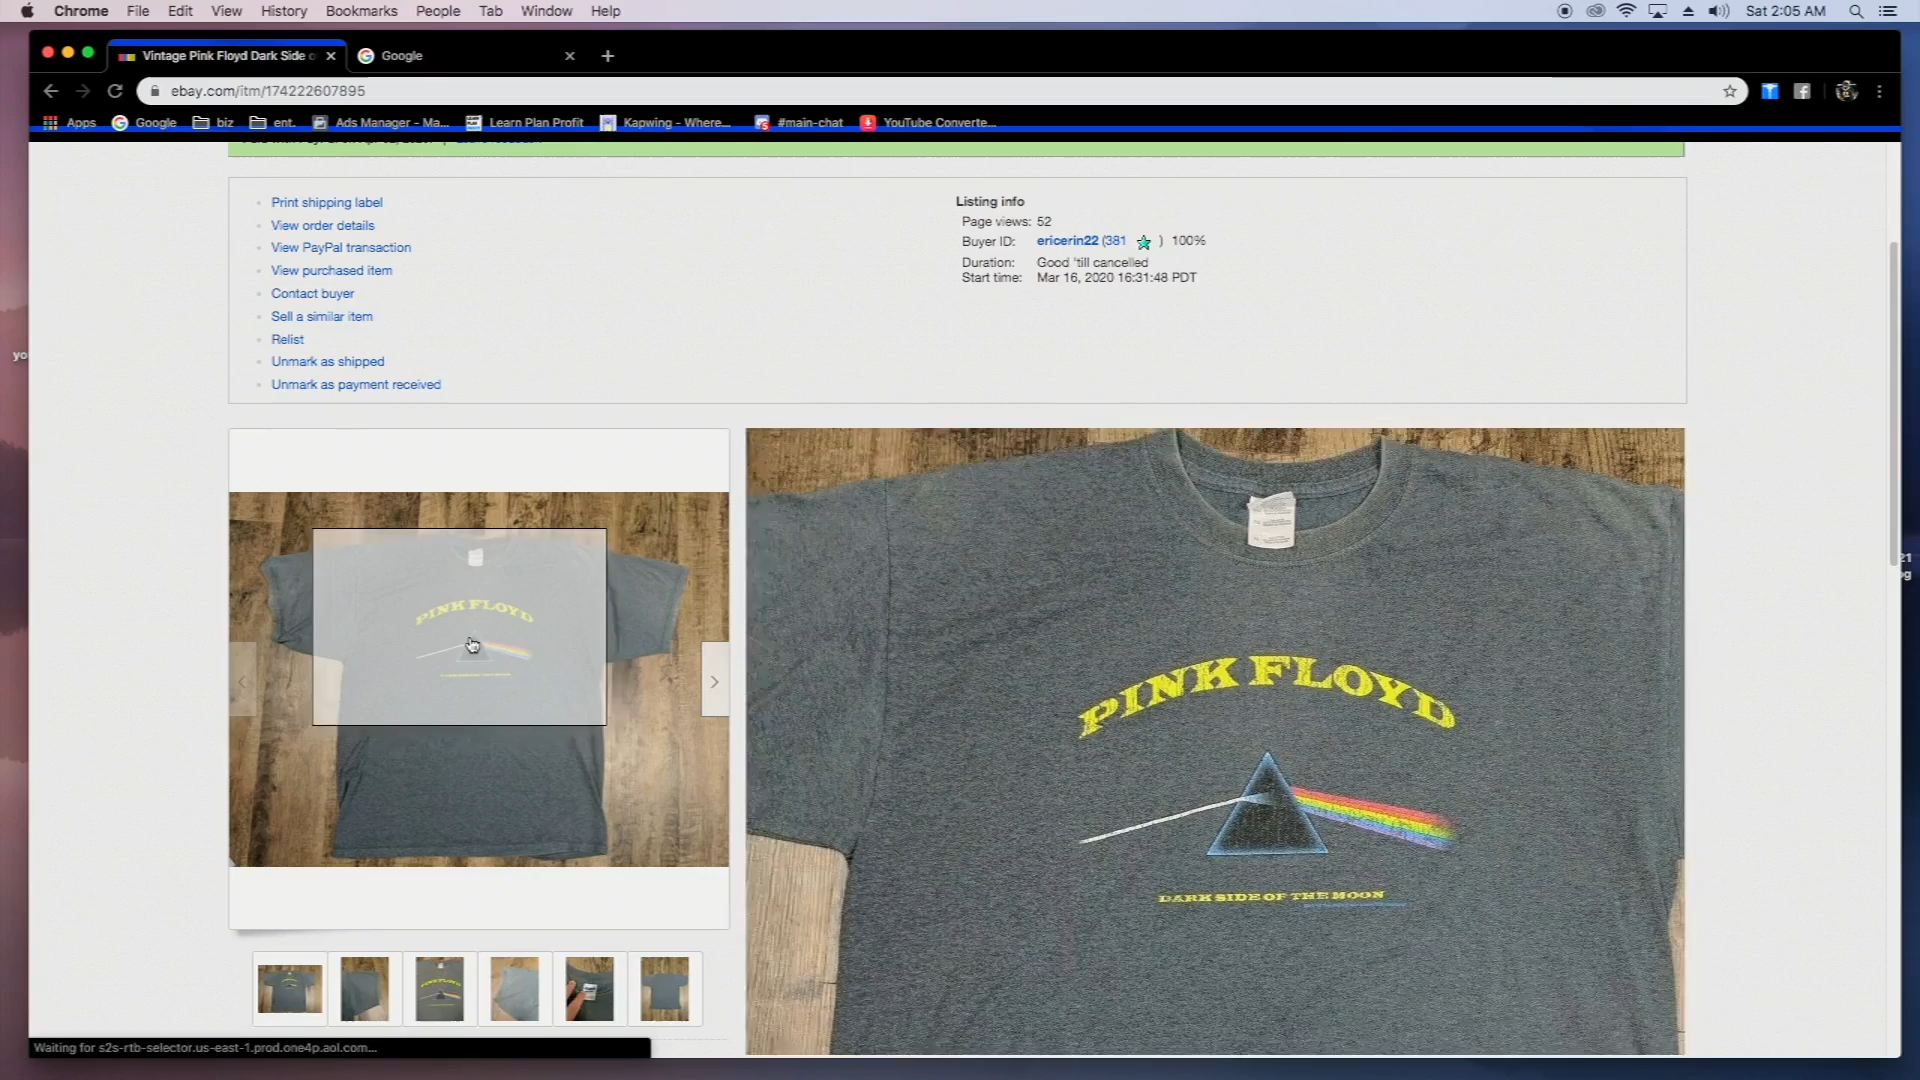 Chrome File Edit View History Bookmarks People Tab Window Help Sat 2:05 AM
Vintage Pink Floyd Dark Side o
Google
ebay.com/itm/174222607895
Apps Google biz ent. Ads Manager - Ma... Learn Plan Profit Kapwing - Where... #main-chat YouTube Converte...
Print shipping label
View order details
View PayPal transaction
View purchased item
Contact buyer
Sell a similar item
Relist
Unmark as shipped
Unmark as payment received
Listing info
Page views: 52
Buyer ID: ericerin22 (381 ) 100%
Duration: Good 'till cancelled
Start time: Mar 16, 2020 16:31:48 PDT
yo
21
PINK FLOYD
PINK FLOYD
DARK SIDE OF THE MOON
Waiting for s2s-rtb-selector.us-east-1.prod.one4p.aol.com...